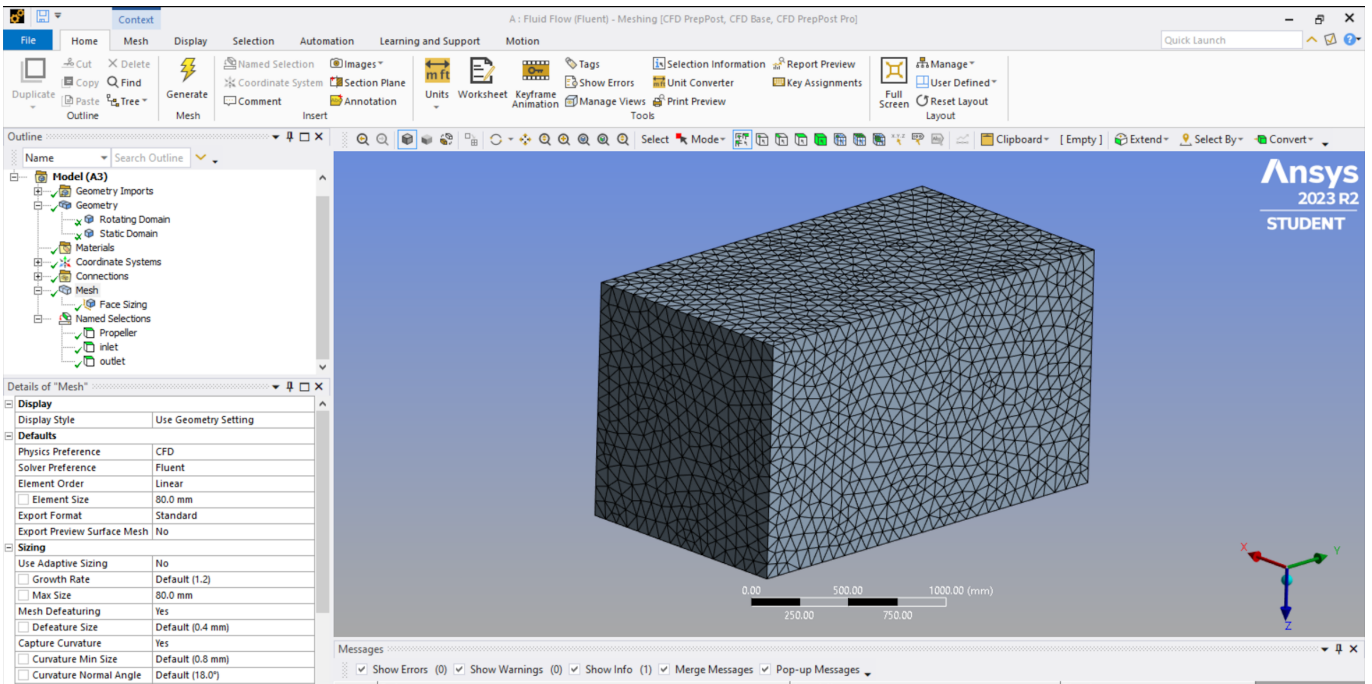 Context
A : Fluid Flow (Fluent) - Meshing [CFD PrepPost, CFD Base, CFD PrepPost Pro]
File Home Mesh Display Selection Automation Learning and Support Motion Quick Launch
Duplicate
Cut
Copy
Paste
Delete
Find
Tree
Outline
Generate
Mesh
Named Selection
Coordinate System
Comment
Images
Section Plane
Annotation
Insert
m ft
Units
Worksheet
Keyframe
Animation
Tags
Show Errors
Manage Views
Selection Information
Unit Converter
Print Preview
Report Preview
Key Assignments
Tools
Full
Screen
Manage
User Defined
Reset Layout
Layout
Outline
Name Search Outline
Select Mode Clipboard [ Empty ] Extend Select By Convert
Model (A3)
Geometry Imports
Geometry
Rotating Domain
Static Domain
Materials
Coordinate Systems
Connections
Mesh
Face Sizing
Named Selections
Propeller
inlet
outlet
Details of "Mesh"
Display
Display Style Use Geometry Setting
Defaults
Physics Preference CFD
Solver Preference Fluent
Element Order Linear
Element Size 80.0 mm
Export Format Standard
Export Preview Surface Mesh No
Sizing
Use Adaptive Sizing No
Growth Rate Default (1.2)
Max Size 80.0 mm
Mesh Defeaturing Yes
Defeature Size Default (0.4 mm)
Capture Curvature Yes
Curvature Min Size Default (0.8 mm)
Curvature Normal Angle Default (18.0°)
Ansys
2023 R2
STUDENT
0.00 500.00 1000.00 (mm)
250.00 750.00
X Y
Z
Messages
Show Errors (0) Show Warnings (0) Show Info (1) Merge Messages Pop-up Messages